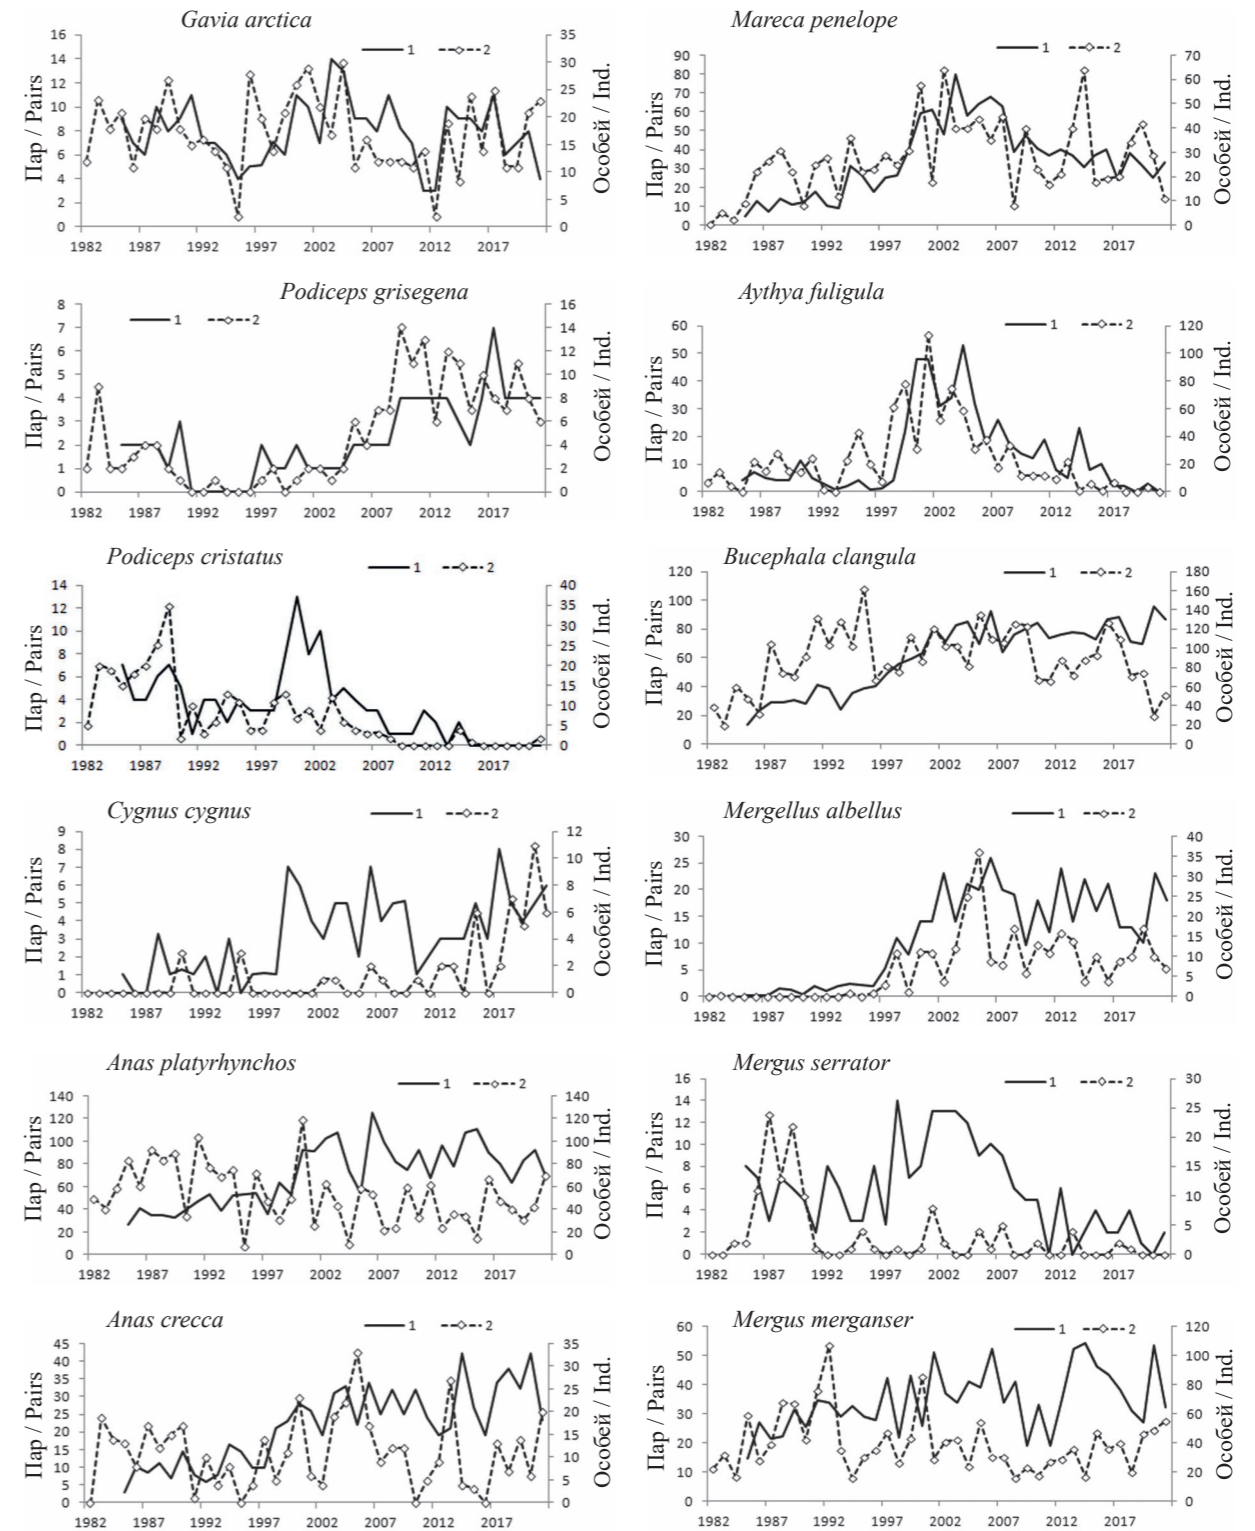 Gavia arctica
1 2
Пар / Pairs
16 14 12 10 8 6 4 2 0
35 30 25 20 15 10 5 0
Особей / Ind.
1982 1987 1992 1997 2002 2007 2012 2017
Mareca penelope
1 2
Пар / Pairs
90 80 70 60 50 40 30 20 10 0
70 60 50 40 30 20 10 0
Особей / Ind.
1982 1987 1992 1997 2002 2007 2012 2017
Podiceps grisegena
1 2
Пар / Pairs
8 7 6 5 4 3 2 1 0
16 14 12 10 8 6 4 2 0
Особей / Ind.
1982 1987 1992 1997 2002 2007 2012 2017
Aythya fuligula
1 2
Пар / Pairs
60 50 40 30 20 10 0
120 100 80 60 40 20 0
Особей / Ind.
1982 1987 1992 1997 2002 2007 2012 2017
Podiceps cristatus
1 2
Пар / Pairs
14 12 10 8 6 4 2 0
40 35 30 25 20 15 10 5 0
Особей / Ind.
1982 1987 1992 1997 2002 2007 2012 2017
Bucephala clangula
1 2
Пар / Pairs
120 100 80 60 40 20 0
180 160 140 120 100 80 60 40 20 0
Особей / Ind.
1982 1987 1992 1997 2002 2007 2012 2017
Cygnus cygnus
1 2
Пар / Pairs
9 8 7 6 5 4 3 2 1 0
12 10 8 6 4 2 0
Особей / Ind.
1982 1987 1992 1997 2002 2007 2012 2017
Mergellus albellus
1 2
Пар / Pairs
30 25 20 15 10 5 0
40 35 30 25 20 15 10 5 0
Особей / Ind.
1982 1987 1992 1997 2002 2007 2012 2017
Anas platyrhynchos
1 2
Пар / Pairs
140 120 100 80 60 40 20 0
140 120 100 80 60 40 20 0
Особей / Ind.
1982 1987 1992 1997 2002 2007 2012 2017
Mergus serrator
1 2
Пар / Pairs
16 14 12 10 8 6 4 2 0
30 25 20 15 10 5 0
Особей / Ind.
1982 1987 1992 1997 2002 2007 2012 2017
Anas crecca
1 2
Пар / Pairs
45 40 35 30 25 20 15 10 5 0
35 30 25 20 15 10 5 0
Особей / Ind.
1982 1987 1992 1997 2002 2007 2012 2017
Mergus merganser
1 2
Пар / Pairs
60 50 40 30 20 10 0
120 100 80 60 40 20 0
Особей / Ind.
1982 1987 1992 1997 2002 2007 2012 2017